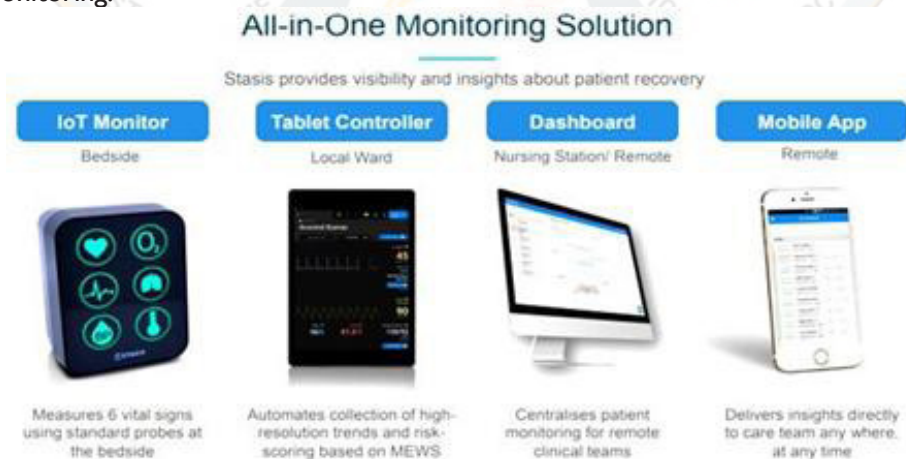 onitoring.
All-in-One Monitoring Solution
Stasis provides visibility and insights about patient recovery
IoT Monitor
Bedside
Tablet Controller
Local Ward
Dashboard
Nursing Station/ Remote
Mobile App
Remote
O₂
Measures 6 vital signs
using standard probes at
the bedside
Automates collection of high-
resolution trends and risk-
scoring based on MEWS
Centralises patient
monitoring for remote
clinical teams
Delivers insights directly
to care team any where,
at any time